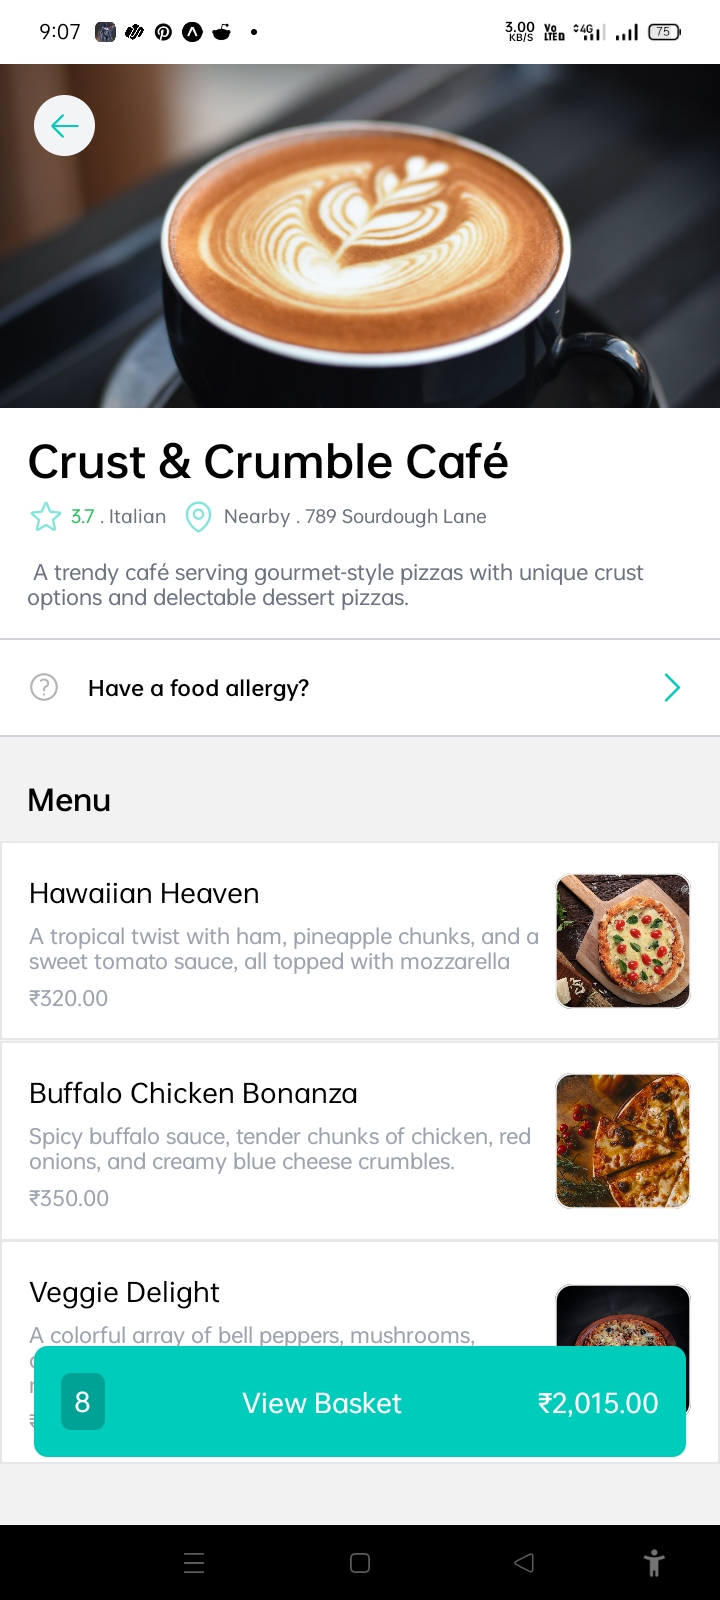 9:07
3.00
KB/S
Vo
LTED
4G
75
Crust & Crumble Café
3.7 . Italian
Nearby . 789 Sourdough Lane
A trendy café serving gourmet-style pizzas with unique crust
options and delectable dessert pizzas.
? Have a food allergy?
Menu
Hawaiian Heaven
A tropical twist with ham, pineapple chunks, and a
sweet tomato sauce, all topped with mozzarella
₹320.00
Buffalo Chicken Bonanza
Spicy buffalo sauce, tender chunks of chicken, red
onions, and creamy blue cheese crumbles.
₹350.00
Veggie Delight
A colorful array of bell peppers, mushrooms,
8 View Basket ₹2,015.00